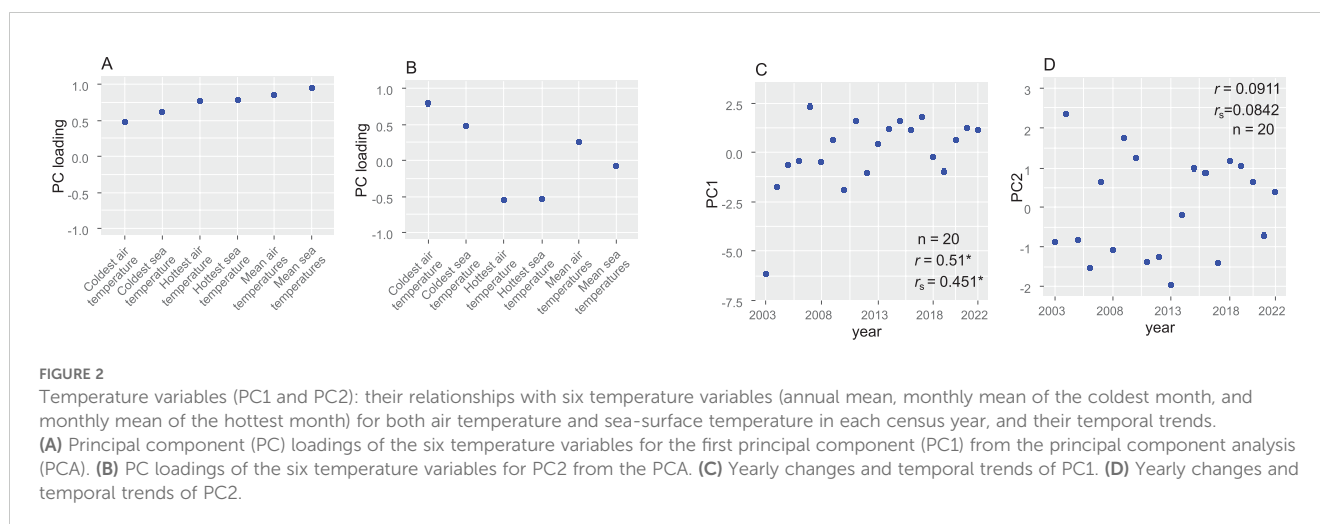 A
1.0
0.5
0.0
-0.5
-1.0
PC loading
Coldest air
temperature
Coldest sea
temperature
Hottest air
temperature
Hottest sea
temperature
Mean air
temperatures
Mean sea
temperatures
B
1.0
0.5
0.0
-0.5
-1.0
PC loading
Coldest air
temperature
Coldest sea
temperature
Hottest air
temperature
Hottest sea
temperature
Mean air
temperatures
Mean sea
temperatures
C
2.5
0.0
-2.5
-5.0
-7.5
PC1
n = 20
r = 0.51*
rs = 0.451*
2003
2008
2013
2018
2022
year
D
3
2
1
0
-1
-2
PC2
r = 0.0911
rs=0.0842
n = 20
2003
2008
2013
2018
2022
year
FIGURE 2
Temperature variables (PC1 and PC2): their relationships with six temperature variables (annual mean, monthly mean of the coldest month, and
monthly mean of the hottest month) for both air temperature and sea-surface temperature in each census year, and their temporal trends.
(A) Principal component (PC) loadings of the six temperature variables for the first principal component (PC1) from the principal component analysis
(PCA). (B) PC loadings of the six temperature variables for PC2 from the PCA. (C) Yearly changes and temporal trends of PC1. (D) Yearly changes and
temporal trends of PC2.